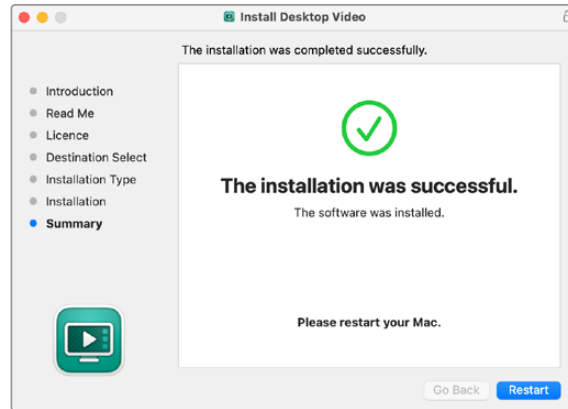 Install Desktop Video
The installation was completed successfully.
Introduction
Read Me
Licence
Destination Select
Installation Type
Installation
Summary
The installation was successful.
The software was installed.
Please restart your Mac.
Go Back
Restart